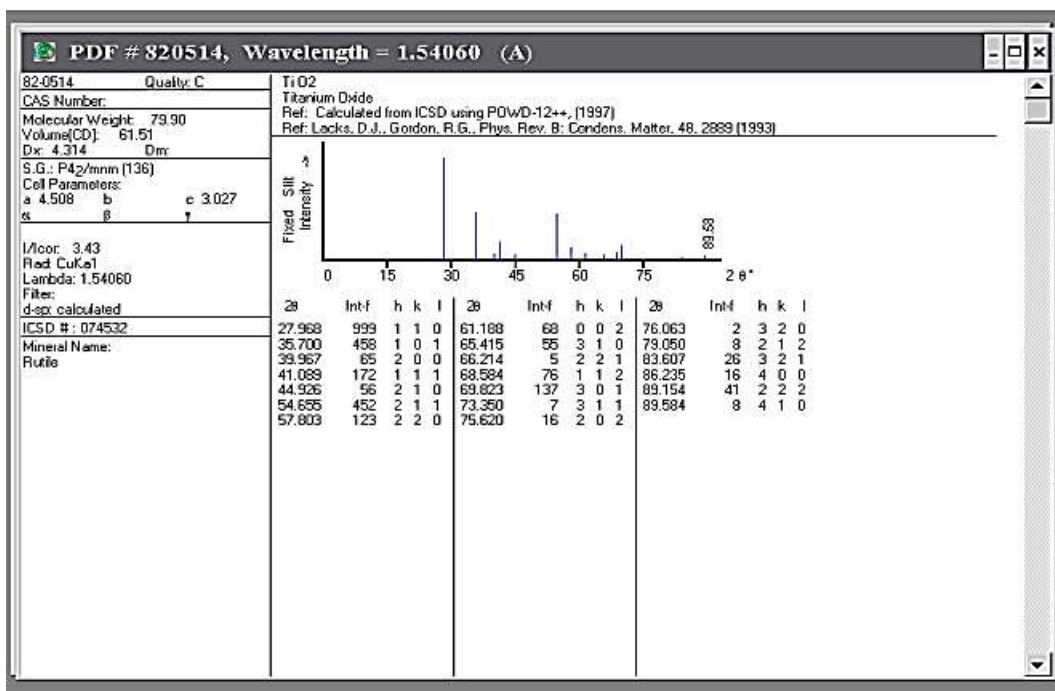 PDF # 820514, Wavelength = 1.54060 (A)
82-0514 Quality: C
CAS Number:
Molecular Weight: 79.90
Volume[CD]: 61.51
Dx: 4.314 Dm:
S.G.: P42/mnm (136)
Cell Parameters:
a 4.508 b c 3.027
α β γ
I/Icor: 3.43
Rad: CuKa1
Lambda: 1.54060
Filter:
d-sp: calculated
ICSD # : 074532
Mineral Name:
Rutile
Ti O2
Titanium Oxide
Ref: Calculated from ICSD using POWD-12++, (1997)
Ref: Lacks, D.J., Gordon, R.G., Phys. Rev. B: Condens. Matter, 48, 2889 (1993)
Fixed Slit
Intensity ->
89.58
0 15 30 45 60 75 2 θ°
2θ Int-f h k l 2θ Int-f h k l 2θ Int-f h k l
27.968 999 1 1 0 61.188 68 0 0 2 76.063 2 3 2 0
35.700 458 1 0 1 65.415 55 3 1 0 79.050 8 2 1 2
39.967 65 2 0 0 66.214 5 2 2 1 83.607 26 3 2 1
41.089 172 1 1 1 68.584 76 1 1 2 86.235 16 4 0 0
44.926 56 2 1 0 69.823 137 3 0 1 89.154 41 2 2 2
54.655 452 2 1 1 73.350 7 3 1 1 89.584 8 4 1 0
57.803 123 2 2 0 75.620 16 2 0 2